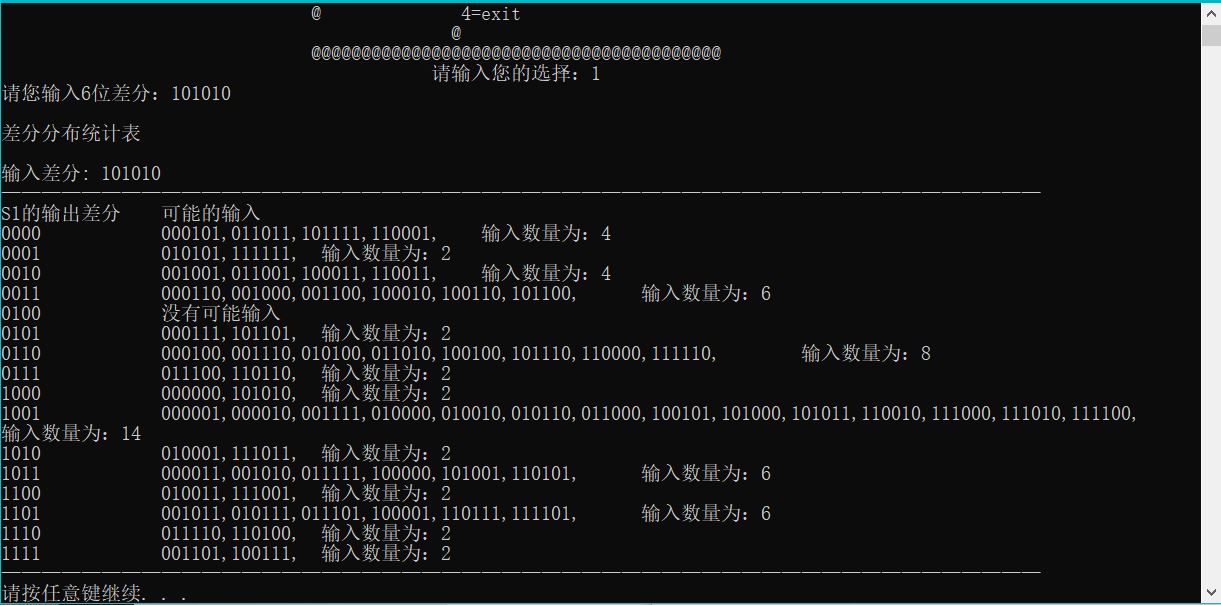 @ 4=exit
@
@@@@@@@@@@@@@@@@@@@@@@@@@@@@@@@@@@@@@@@@@
请输入您的选择：1
请您输入6位差分：101010
差分分布统计表
输入差分: 101010
————————————————————————————————————————————————————
S1的输出差分 可能的输入
0000 000101,011011,101111,110001, 输入数量为：4
0001 010101,111111, 输入数量为：2
0010 001001,011001,100011,110011, 输入数量为：4
0011 000110,001000,001100,100010,100110,101100, 输入数量为：6
0100 没有可能输入
0101 000111,101101, 输入数量为：2
0110 000100,001110,010100,011010,100100,101110,110000,111110, 输入数量为：8
0111 011100,110110, 输入数量为：2
1000 000000,101010, 输入数量为：2
1001 000001,000010,001111,010000,010010,010110,011000,100101,101000,101011,110010,111000,111010,111100,
输入数量为：14
1010 010001,111011, 输入数量为：2
1011 000011,001010,011111,100000,101001,110101, 输入数量为：6
1100 010011,111001, 输入数量为：2
1101 001011,010111,011101,100001,110111,111101, 输入数量为：6
1110 011110,110100, 输入数量为：2
1111 001101,100111, 输入数量为：2
————————————————————————————————————————————————————
请按任意键继续. . .